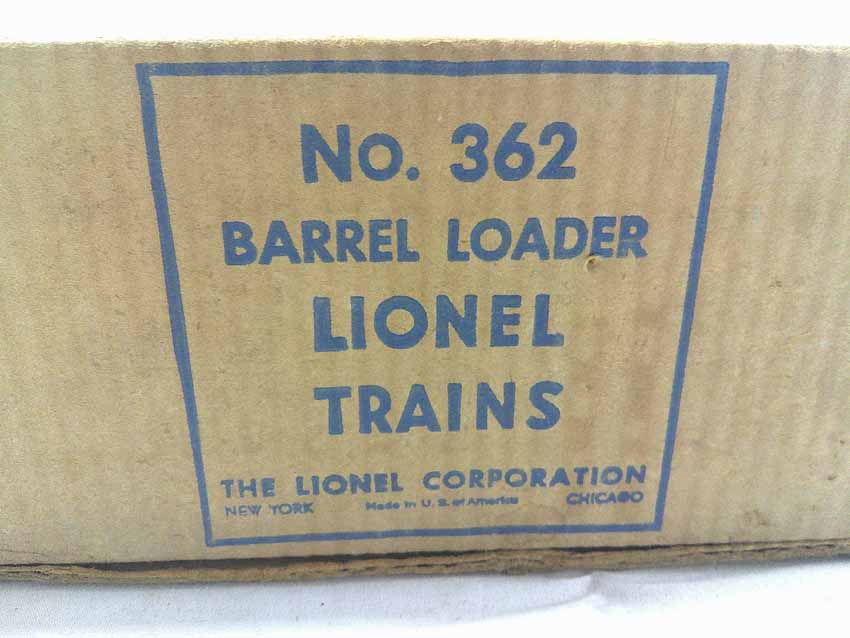 No. 362
BARREL LOADER
LIONEL
TRAINS
THE LIONEL CORPORATION
NEW YORK Made in U. S. of America CHICAGO